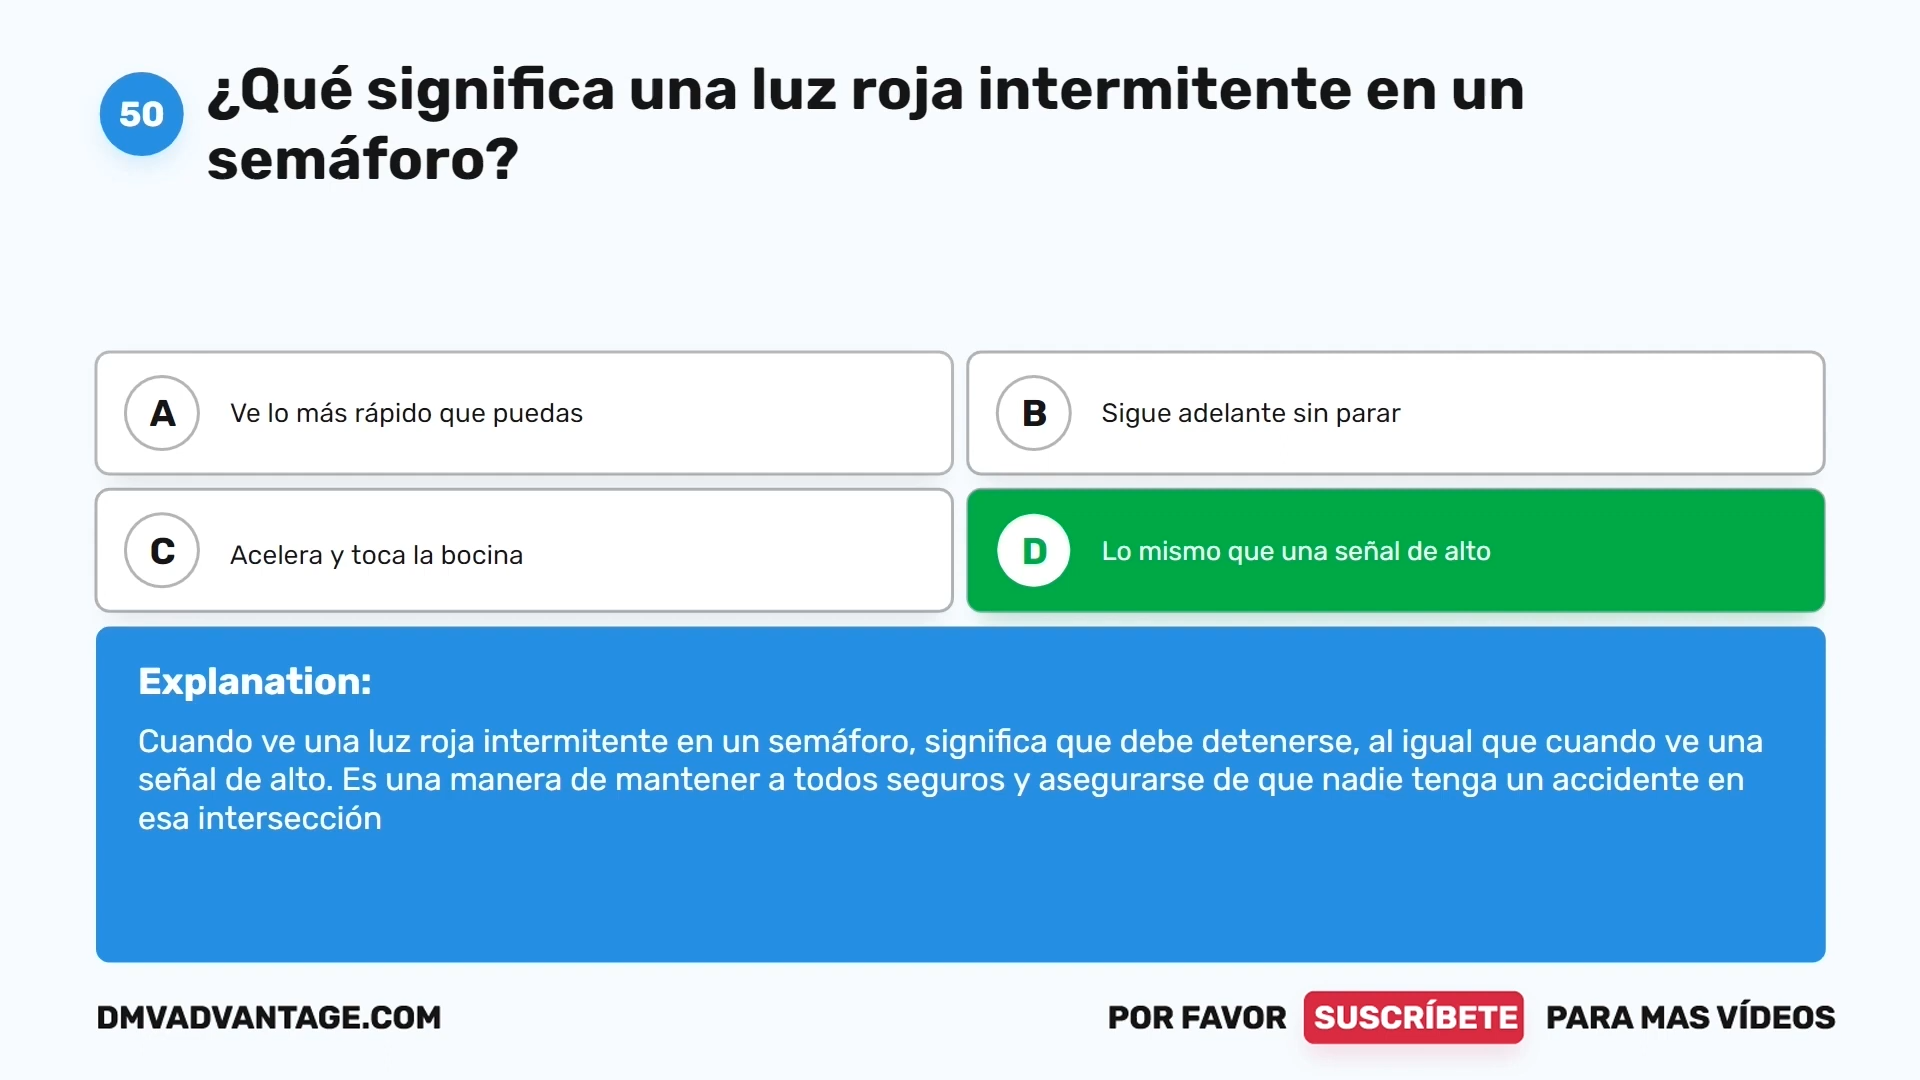 50
¿Qué significa una luz roja intermitente en un
semáforo?
A Ve lo más rápido que puedas
B Sigue adelante sin parar
C Acelera y toca la bocina
D Lo mismo que una señal de alto
Explanation:
Cuando ve una luz roja intermitente en un semáforo, significa que debe detenerse, al igual que cuando ve una
señal de alto. Es una manera de mantener a todos seguros y asegurarse de que nadie tenga un accidente en
esa intersección
DMVADVANTAGE.COM
POR FAVOR SUSCRÍBETE PARA MAS VÍDEOS